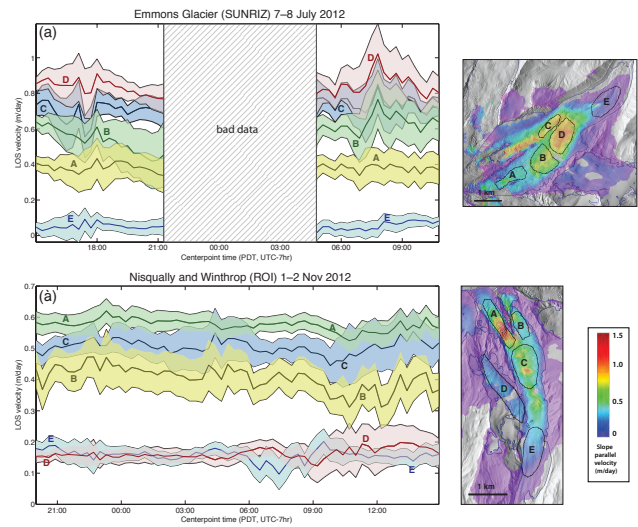 Emmons Glacier (SUNRIZ) 7–8 July 2012
(a)
LOS velocity (m/day)
1
0.8
0.6
0.4
0.2
0
D
C
B
A
E
bad data
D
C
B
A
E
18:00
21:00
00:00
03:00
06:00
09:00
Centerpoint time (PDT, UTC-7hr)
E
C
D
B
A
1 km
Nisqually and Winthrop (ROI) 1–2 Nov 2012
(à)
LOS velocity (m/day)
0.7
0.6
0.5
0.4
0.3
0.2
0.1
0
A
C
B
E
D
A
C
B
D
E
21:00
00:00
03:00
06:00
09:00
12:00
Centerpoint time (PDT, UTC-7hr)
A
B
C
D
E
1 km
1.5
1.0
0.5
0
Slope
parallel
velocity
(m/day)